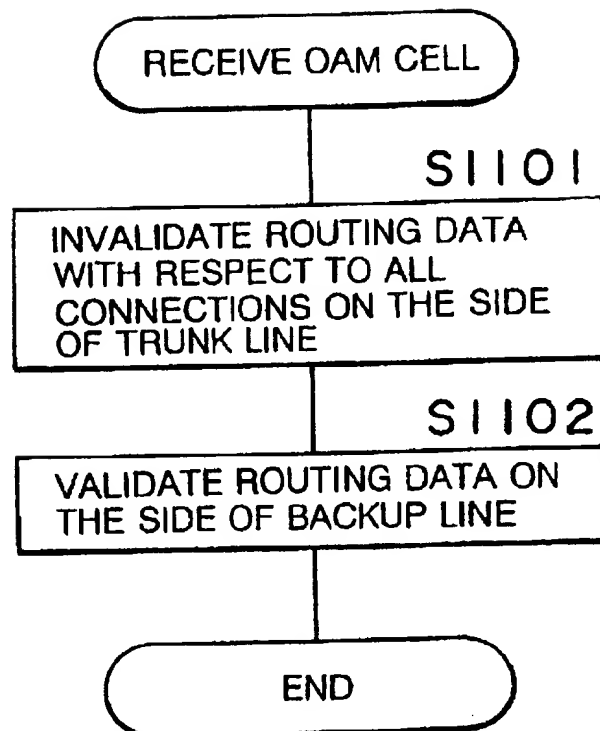 RECEIVE OAM CELL
S1101
INVALIDATE ROUTING DATA
WITH RESPECT TO ALL
CONNECTIONS ON THE SIDE
OF TRUNK LINE
S1102
VALIDATE ROUTING DATA ON
THE SIDE OF BACKUP LINE
END